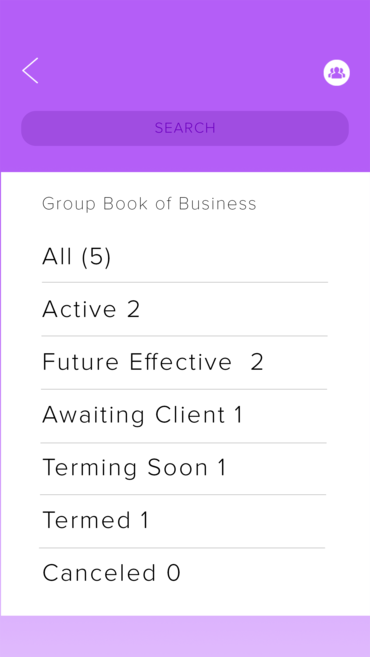 SEARCH
Group Book of Business
All (5)
Active 2
Future Effective  2
Awaiting Client 1
Terming Soon 1
Termed 1
Canceled 0